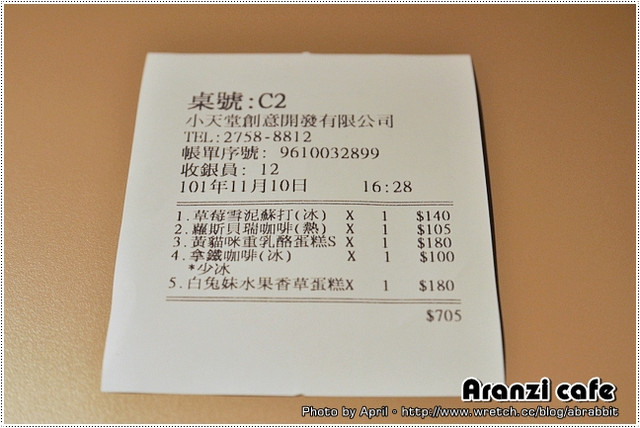 桌號:C2
小天堂創意開發有限公司
TEL:2758-8812
帳單序號: 9610032899
收銀員: 12
101年11月10日 16:28
1.草莓雪泥蘇打(冰) X 1 $140
2.蘿斯貝瑞咖啡(熱) X 1 $105
3.黃貓咪重乳酪蛋糕S X 1 $180
4.拿鐵咖啡(冰) X 1 $100
*少冰
5.白兔妹水果香草蛋糕X 1 $180
$705
Aranzi cafe
Photo by April。http://www.wretch.cc/blog/abrabbit